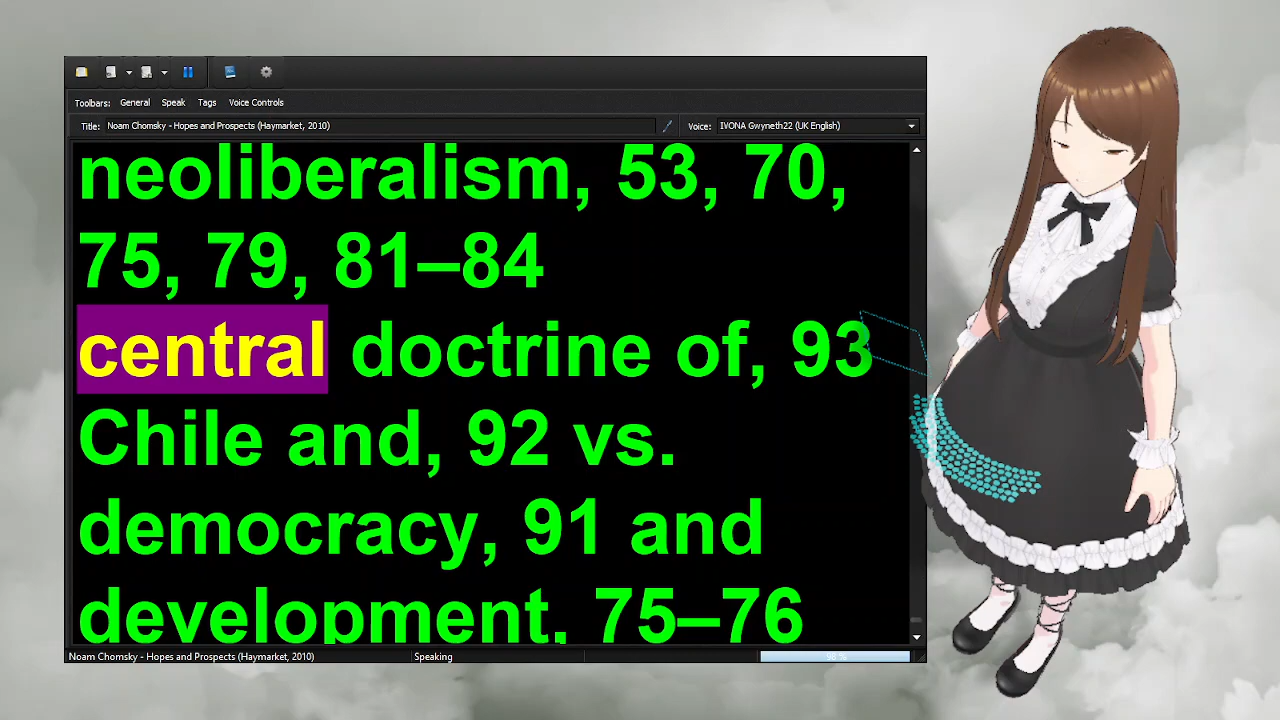 Toolbars: General Speak Tags Voice Controls
Title: Noam Chomsky - Hopes and Prospects (Haymarket, 2010) Voice: IVONA Gwyneth22 (UK English)
neoliberalism, 53, 70,
75, 79, 81–84
central doctrine of, 93
Chile and, 92 vs.
democracy, 91 and
development, 75–76
Noam Chomsky - Hopes and Prospects (Haymarket, 2010) Speaking 98 %